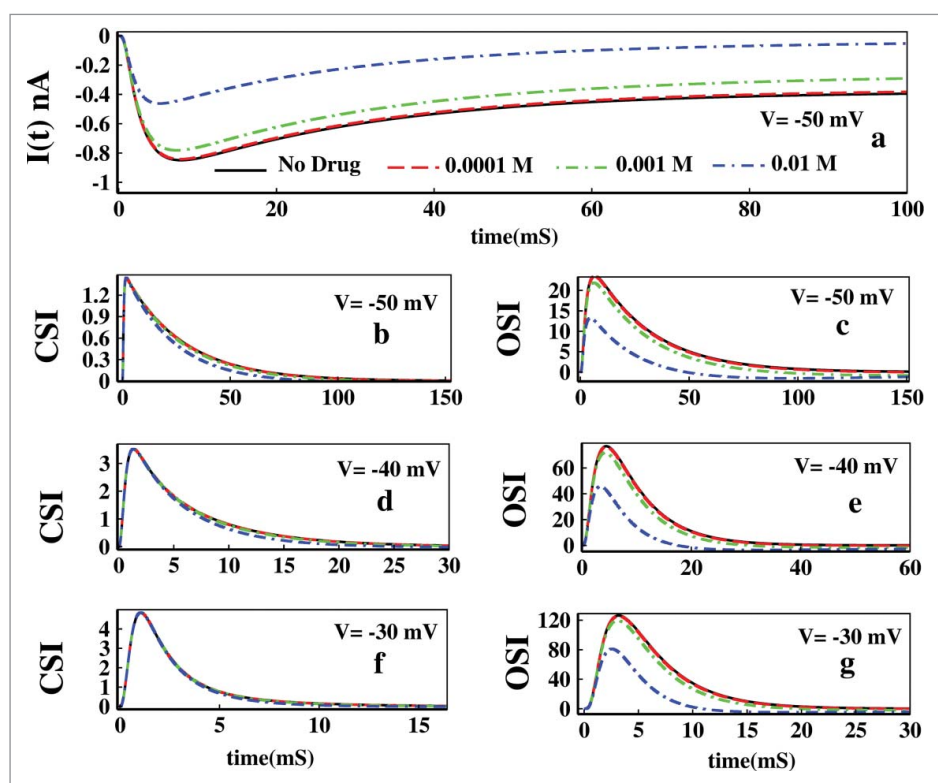 I(t) nA
0
-0.2
-0.4
-0.6
-0.8
-1
V= -50 mV
a
No Drug 0.0001 M 0.001 M 0.01 M
0 20 40 60 80 100
time(mS)
CSI
1.2
0.9
0.6
0.3
0
V= -50 mV
b
50 100 150
OSI
20
15
10
5
0
V= -50 mV
c
0 50 100 150
CSI
3
2
1
0
V= -40 mV
d
0 5 10 15 20 25 30
OSI
60
40
20
0
V= -40 mV
e
0 20 40 60
CSI
4
3
2
1
0
V= -30 mV
f
0 5 10 15
time(mS)
OSI
120
80
40
0
V= -30 mV
g
0 5 10 15 20 25 30
time(mS)